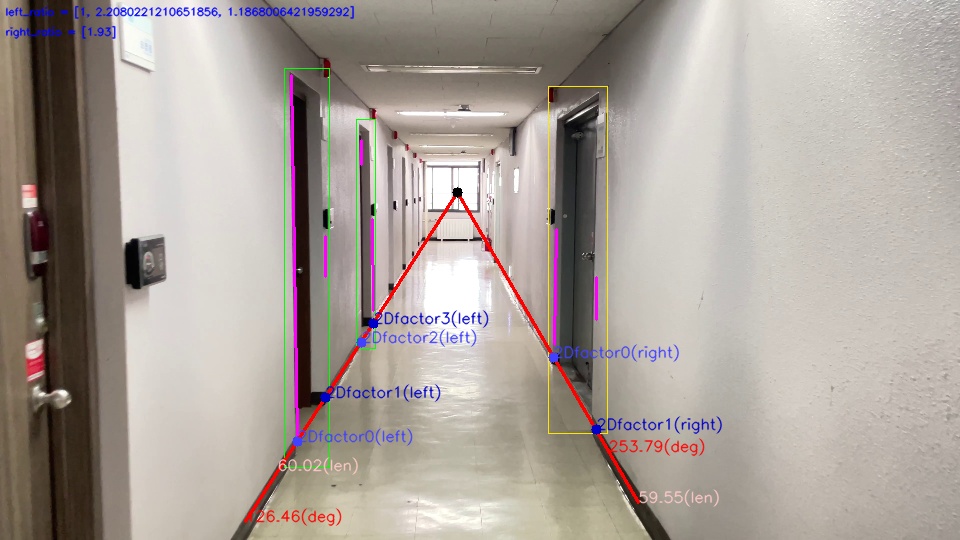 left_ratio = [1, 2.2080221210651856, 1.1868006421959292]
right_ratio = [1.93]
2Dfactor3(left)
2Dfactor2(left)
2Dfactor0(right)
2Dfactor1(left)
2Dfactor1(right)
2Dfactor0(left)
253.79(deg)
60.02(len)
59.55(len)
26.46(deg)